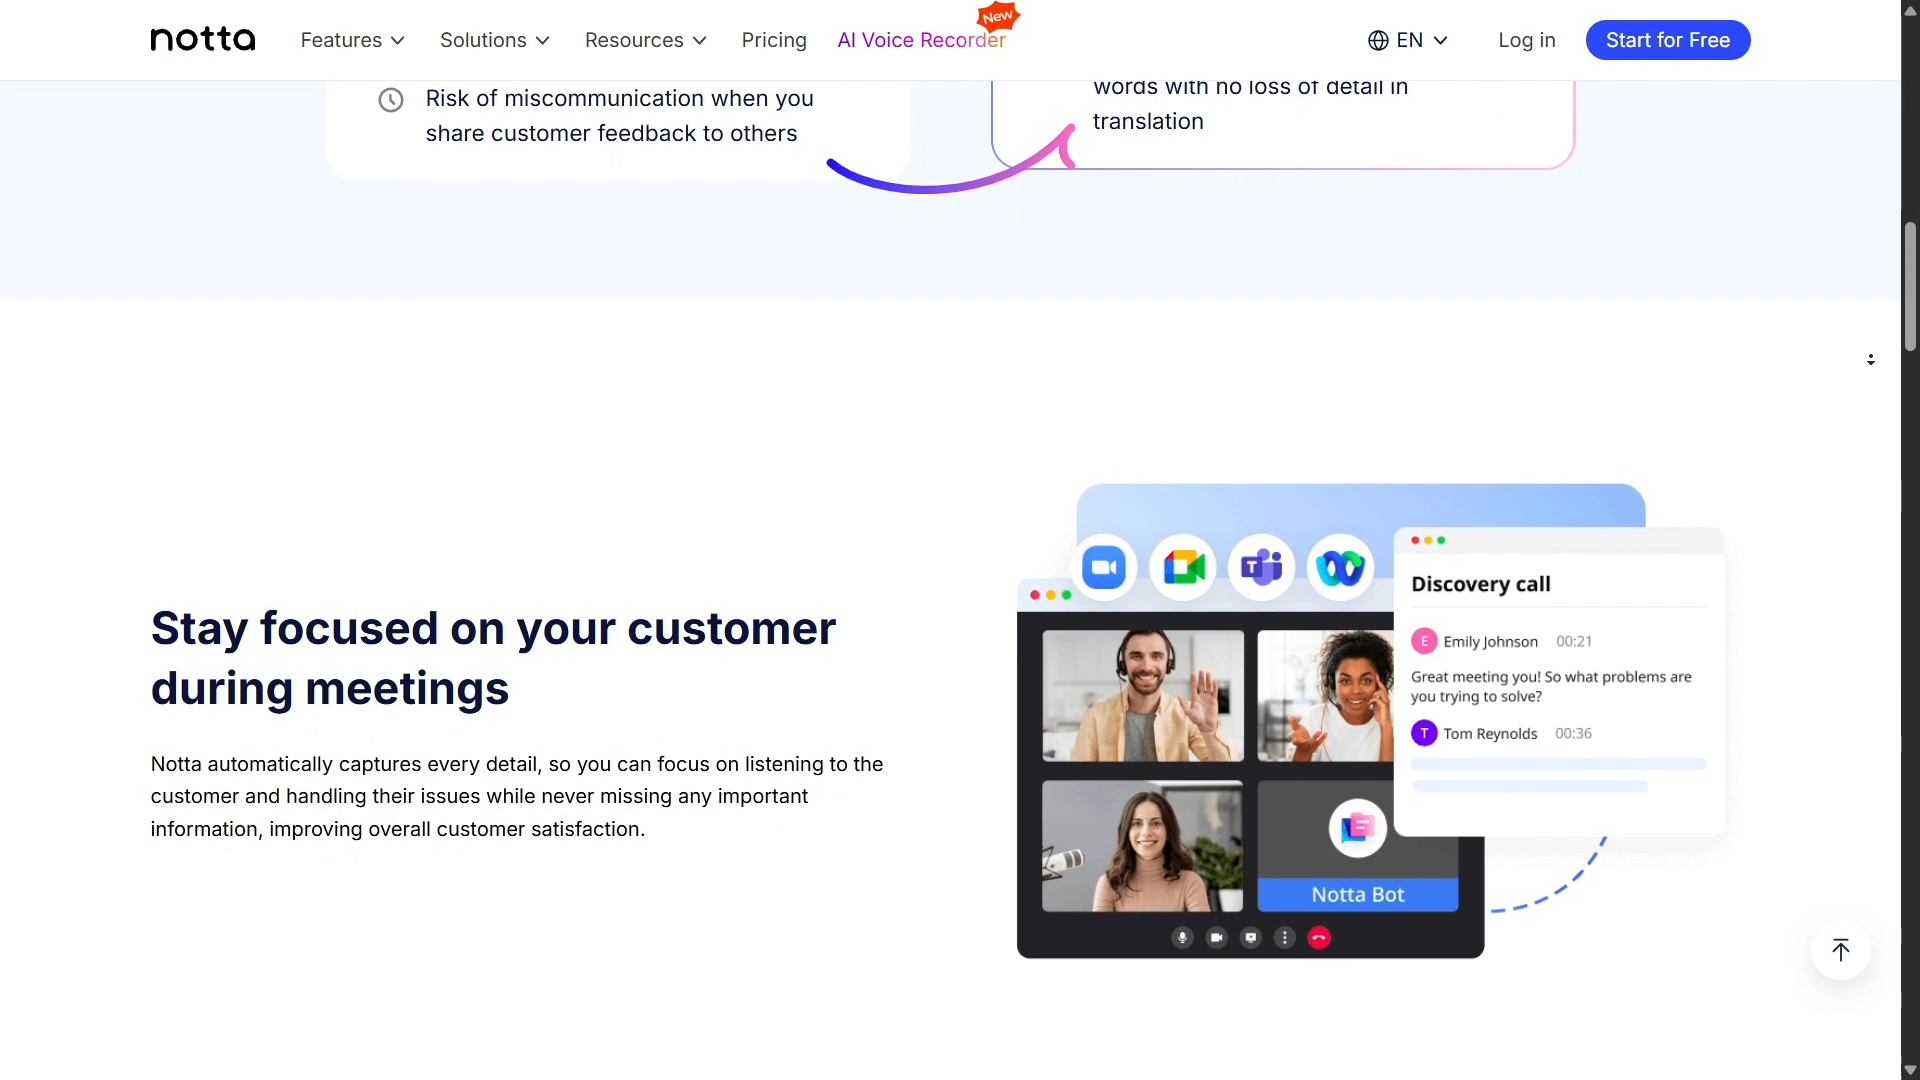 notta
Features
Solutions
Resources
Pricing
AI Voice Recorder
New
EN
Log in
Start for Free
Risk of miscommunication when you
share customer feedback to others
words with no loss of detail in
translation
Stay focused on your customer
during meetings
Notta automatically captures every detail, so you can focus on listening to the
customer and handling their issues while never missing any important
information, improving overall customer satisfaction.
T
Discovery call
E Emily Johnson 00:21
Great meeting you! So what problems are
you trying to solve?
T Tom Reynolds 00:36
Notta Bot